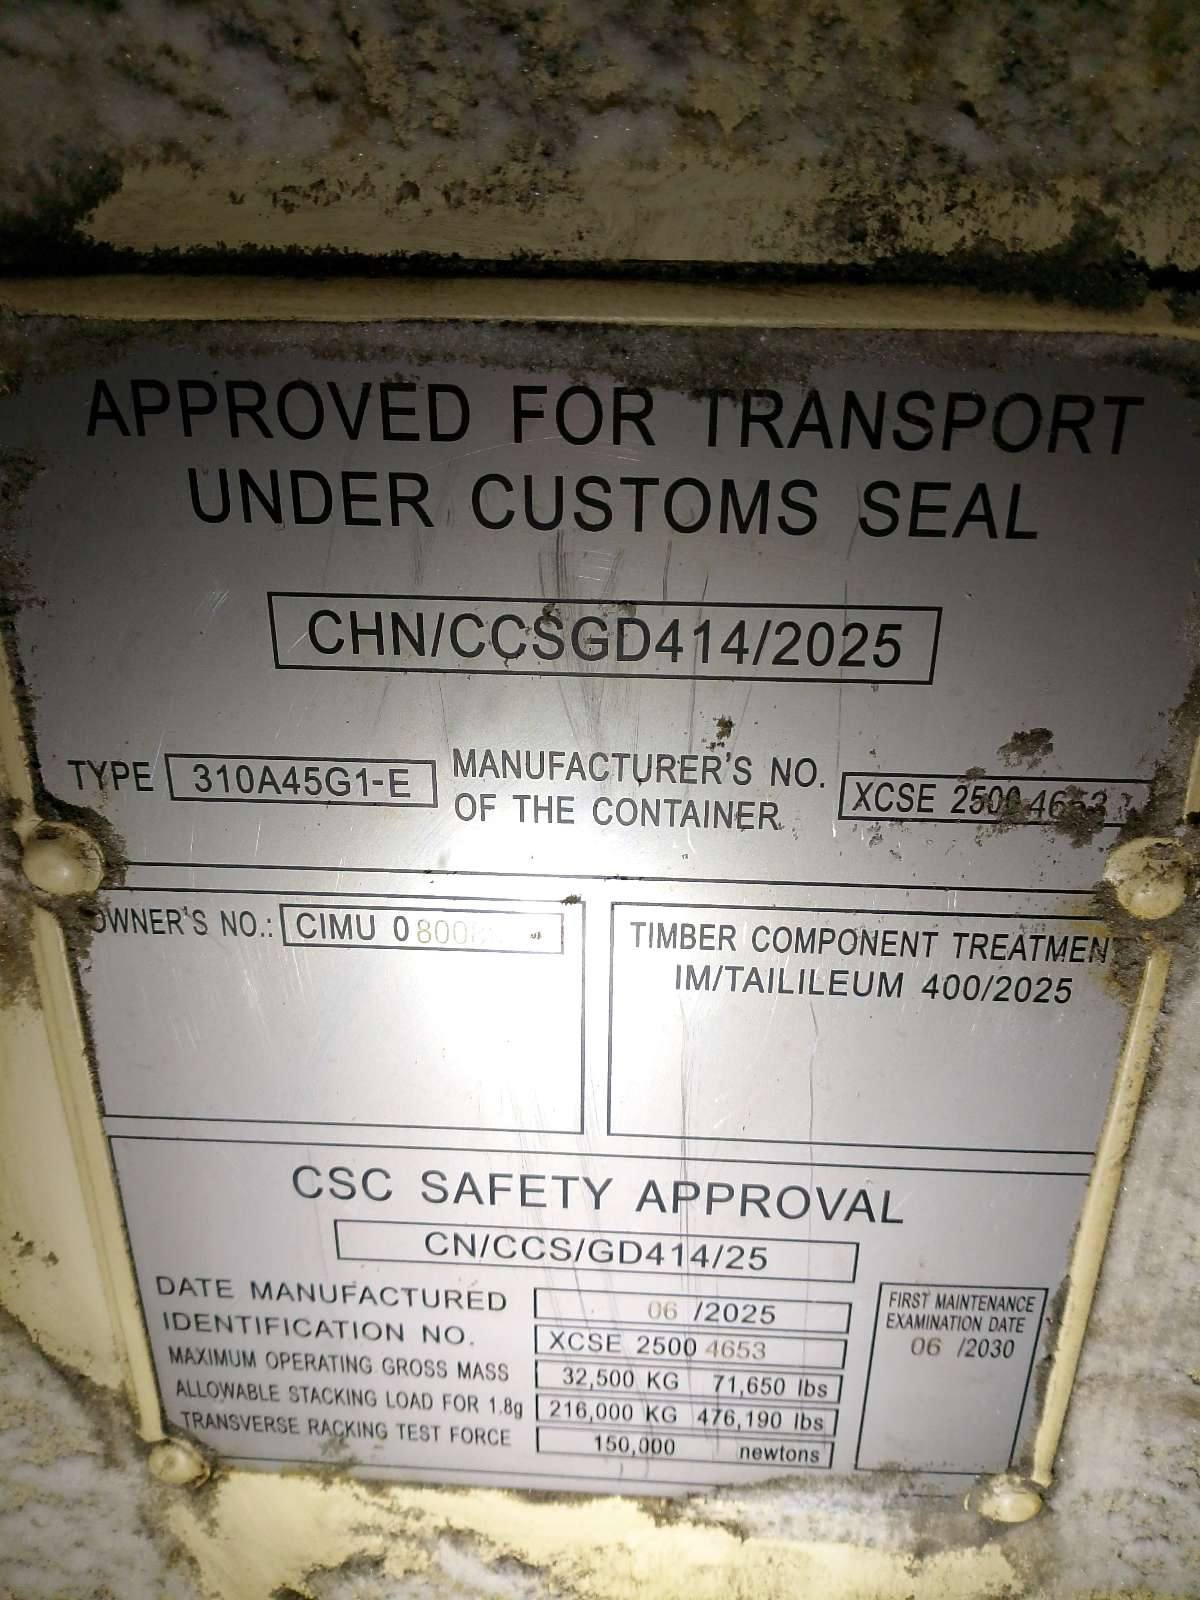 APPROVED FOR TRANSPORT
UNDER CUSTOMS SEAL
CHN/CCSGD414/2025
TYPE 310A45G1-E
MANUFACTURER'S NO.
OF THE CONTAINER
XCSE 2500 4653
OWNER'S NO.: CIMU
TIMBER COMPONENT TREATMENT
IM/TAILILEUM 400/2025
CSC SAFETY APPROVAL
CN/CCS/GD414/25
DATE MANUFACTURED 06 /2025
IDENTIFICATION NO. XCSE 2500 4653
MAXIMUM OPERATING GROSS MASS 32,500 KG 71,650 lbs
ALLOWABLE STACKING LOAD FOR 1.8g 216,000 KG 476,190 lbs
TRANSVERSE RACKING TEST FORCE 150,000 newtons
FIRST MAINTENANCE
EXAMINATION DATE
06 /2030